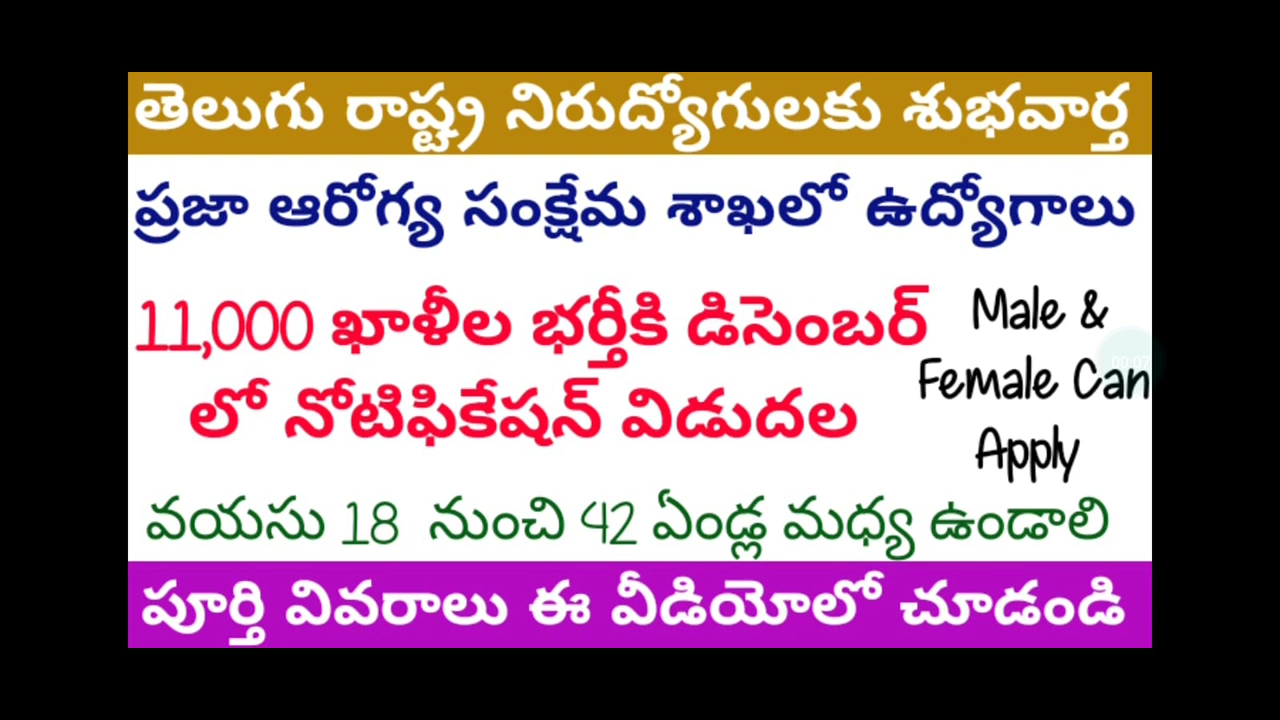 తెలుగు రాష్ట్ర నిరుద్యోగులకు శుభవార్త
ప్రజా ఆరోగ్య సంక్షేమ శాఖలో ఉద్యోగాలు
11,000 ఖాళీల భర్తీకి డిసెంబర్
లో నోటిఫికేషన్ విడుదల
Male &
Female Can
Apply
వయసు 18 నుంచి 42 ఏండ్ల మధ్య ఉండాలి
పూర్తి వివరాలు ఈ వీడియోలో చూడండి